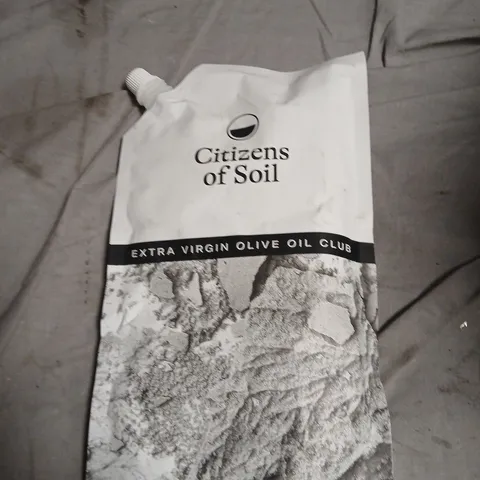 Citizens
of Soil
EXTRA VIRGIN OLIVE OIL CLUB